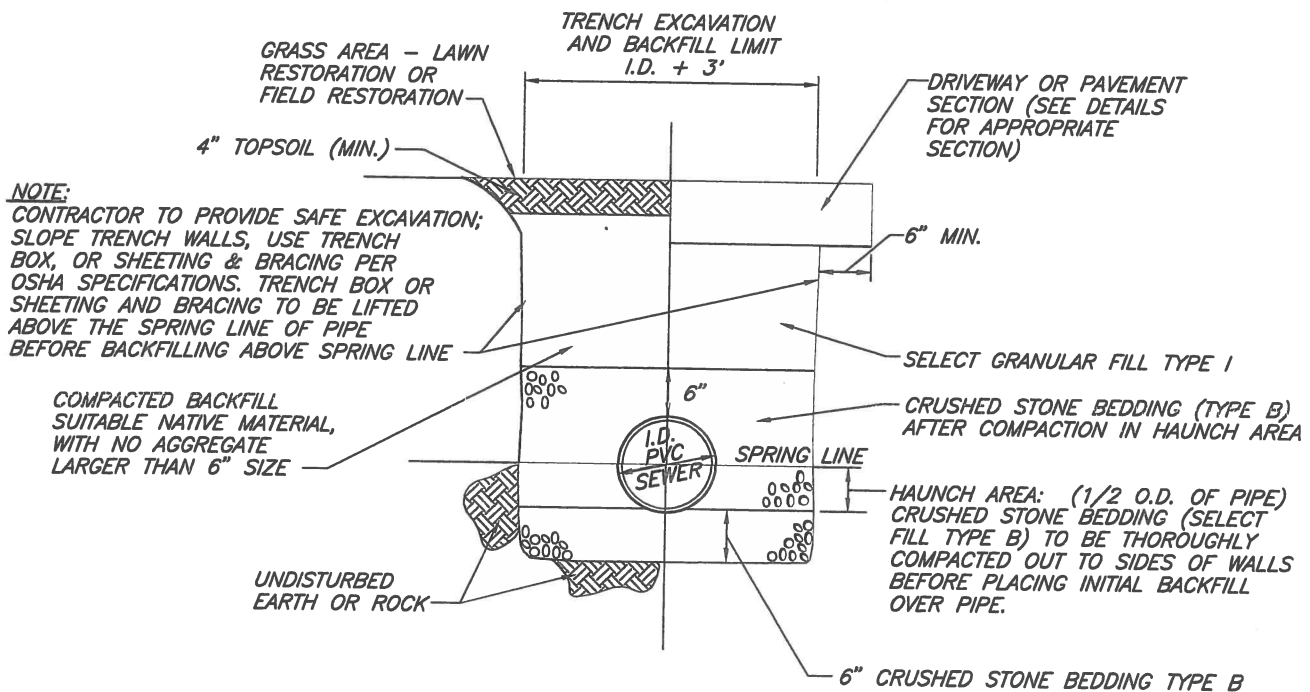 TRENCH EXCAVATION
AND BACKFILL LIMIT
I.D. + 3'
GRASS AREA – LAWN
RESTORATION OR
FIELD RESTORATION
4" TOPSOIL (MIN.)
DRIVEWAY OR PAVEMENT
SECTION (SEE DETAILS
FOR APPROPRIATE
SECTION)
NOTE:
CONTRACTOR TO PROVIDE SAFE EXCAVATION;
SLOPE TRENCH WALLS, USE TRENCH
BOX, OR SHEETING & BRACING PER
OSHA SPECIFICATIONS. TRENCH BOX OR
SHEETING AND BRACING TO BE LIFTED
ABOVE THE SPRING LINE OF PIPE
BEFORE BACKFILLING ABOVE SPRING LINE
6" MIN.
SELECT GRANULAR FILL TYPE I
COMPACTED BACKFILL
SUITABLE NATIVE MATERIAL,
WITH NO AGGREGATE
LARGER THAN 6" SIZE
6"
CRUSHED STONE BEDDING (TYPE B)
AFTER COMPACTION IN HAUNCH AREA
I.D.
PVC
SEWER
SPRING LINE
HAUNCH AREA: (1/2 O.D. OF PIPE)
CRUSHED STONE BEDDING (SELECT
FILL TYPE B) TO BE THOROUGHLY
COMPACTED OUT TO SIDES OF WALLS
BEFORE PLACING INITIAL BACKFILL
OVER PIPE.
UNDISTURBED
EARTH OR ROCK
6" CRUSHED STONE BEDDING TYPE B